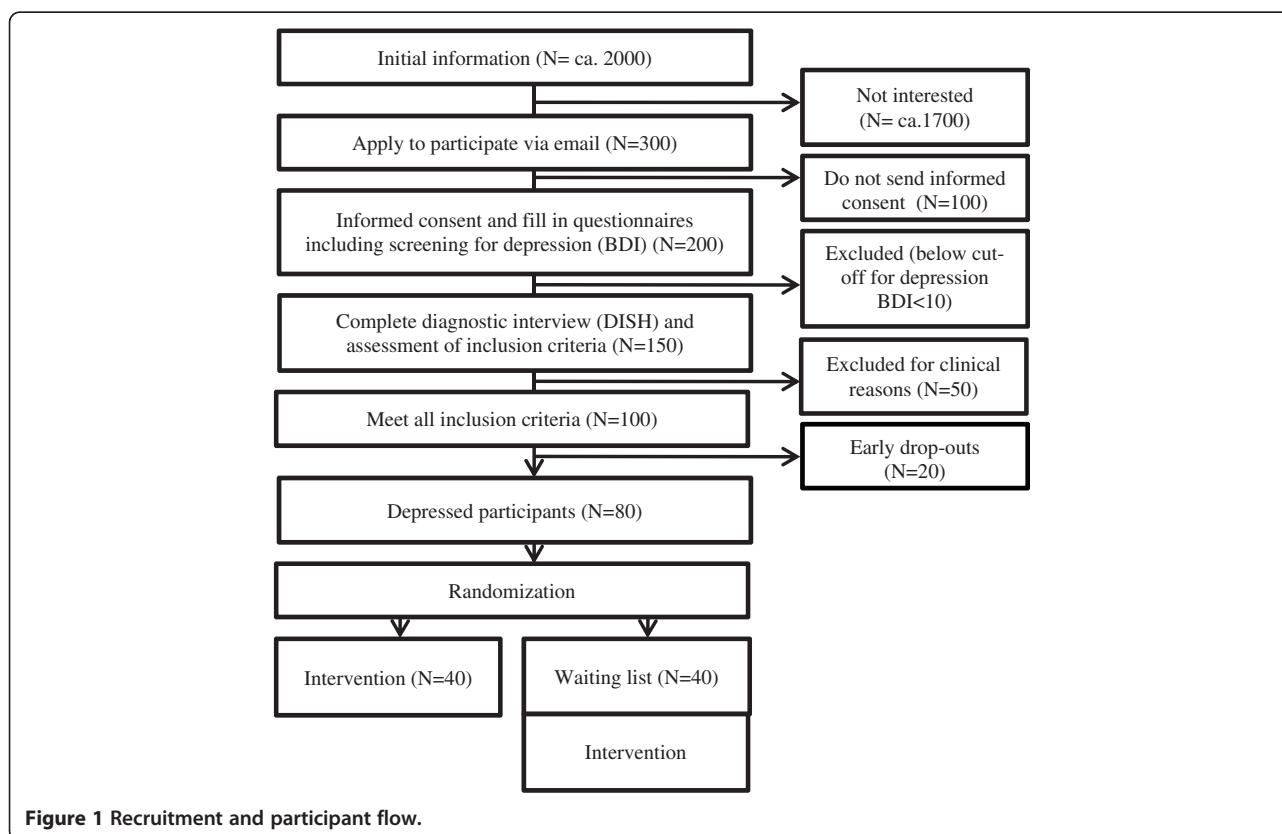 Initial information (N= ca. 2000)
Not interested
(N= ca.1700)
Apply to participate via email (N=300)
Do not send informed
consent (N=100)
Informed consent and fill in questionnaires
including screening for depression (BDI) (N=200)
Excluded (below cut-
off for depression
BDI<10)
Complete diagnostic interview (DISH) and
assessment of inclusion criteria (N=150)
Excluded for clinical
reasons (N=50)
Meet all inclusion criteria (N=100)
Early drop-outs
(N=20)
Depressed participants (N=80)
Randomization
Intervention (N=40)
Waiting list (N=40)
Intervention
Figure 1 Recruitment and participant flow.